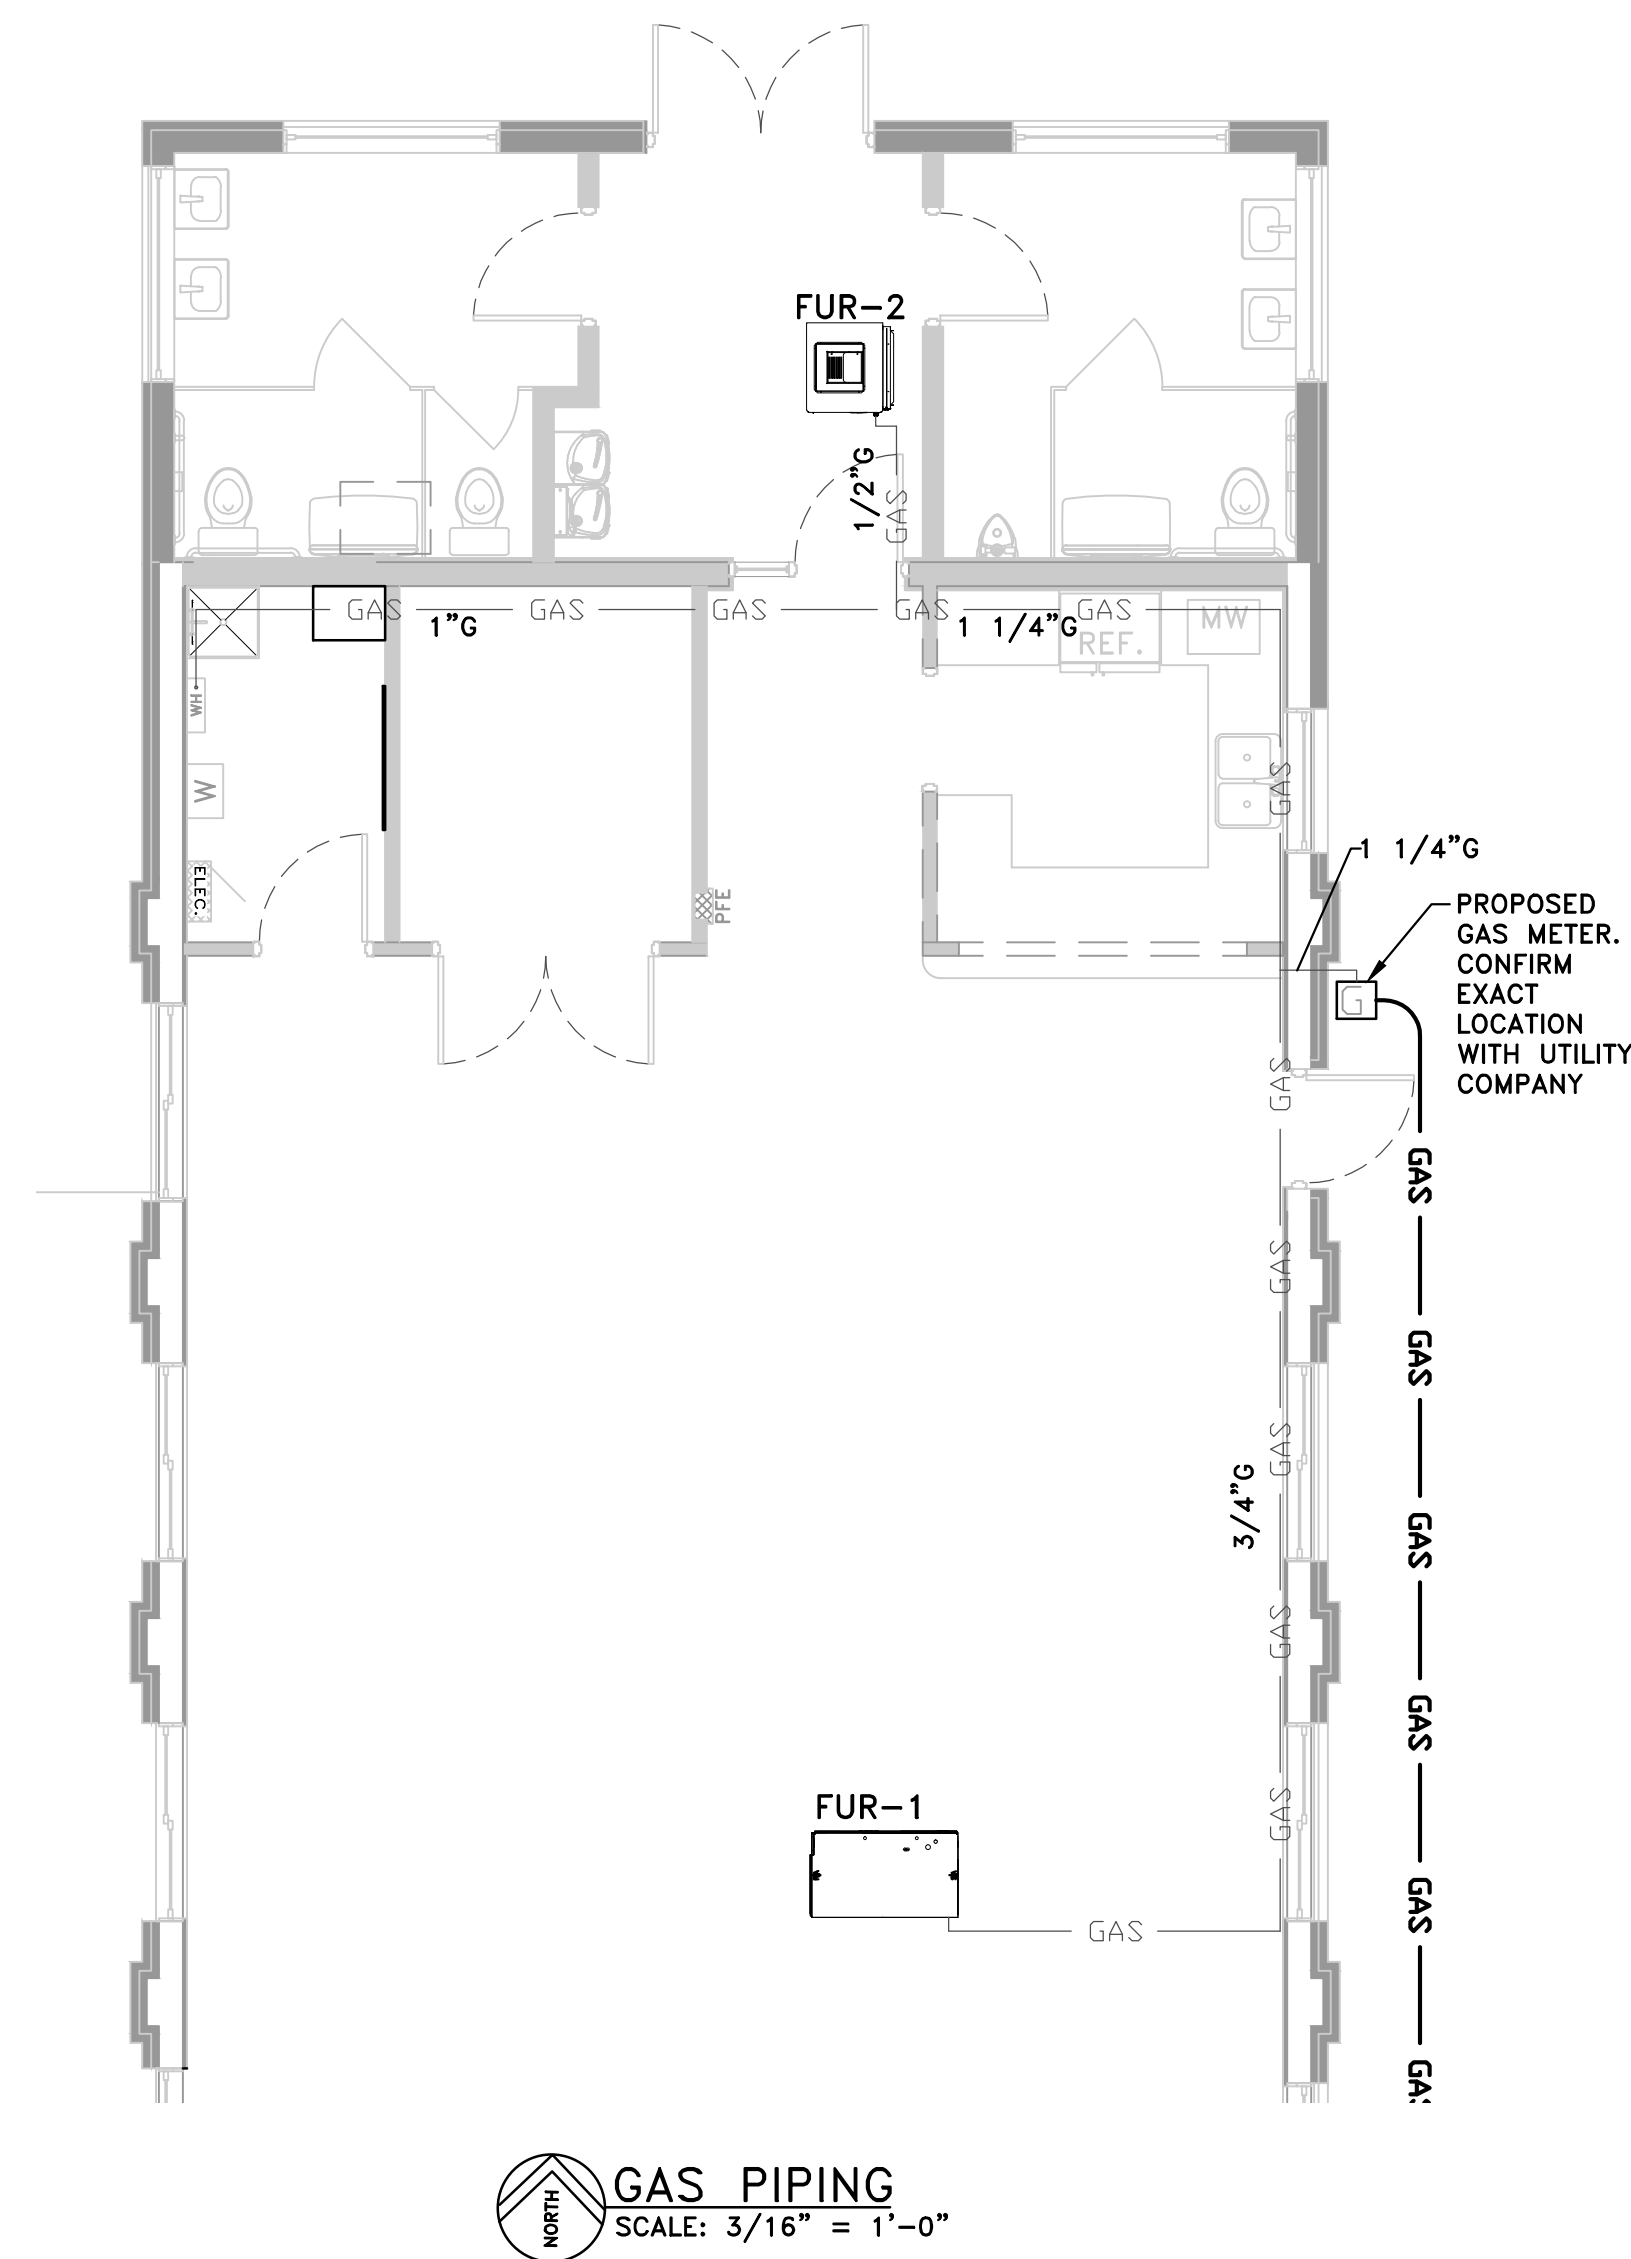 FUR-2
1/2"G
GAS
GAS GAS GAS GAS GAS
1"G
1 1/4"G
REF.
MW
WH
W
ELEC.
PFE
GAS
1 1/4"G
PROPOSED
GAS METER.
CONFIRM
EXACT
LOCATION
WITH UTILITY
COMPANY
G
GAS
GAS
GAS
GAS
GAS
3/4"G
GAS
GAS
GAS
GAS
GAS
GAS
FUR-1
GAS
NORTH
GAS PIPING
SCALE: 3/16" = 1'-0"